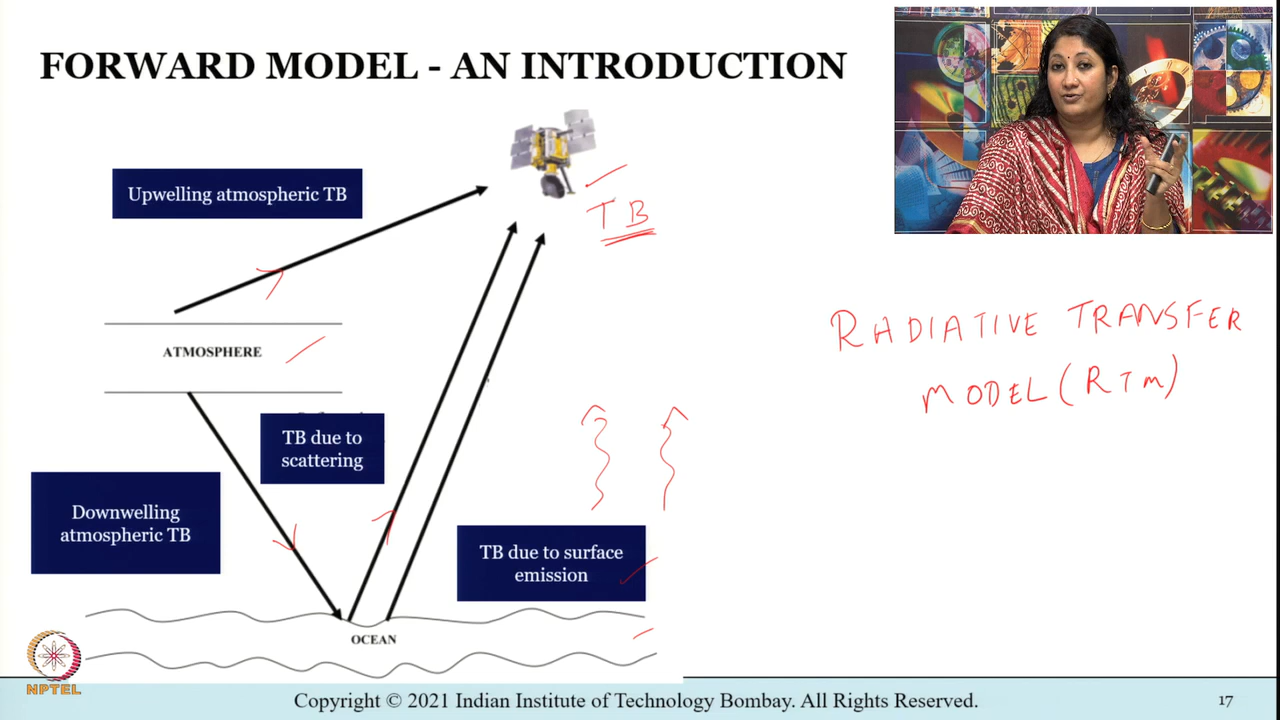 FORWARD MODEL - AN INTRODUCTION
Upwelling atmospheric TB
TB
ATMOSPHERE
RADIATIVE TRANSFER
MODEL (RTM)
TB due to
scattering
Downwelling
atmospheric TB
TB due to surface
emission
OCEAN
NPTEL
Copyright © 2021 Indian Institute of Technology Bombay. All Rights Reserved.
17